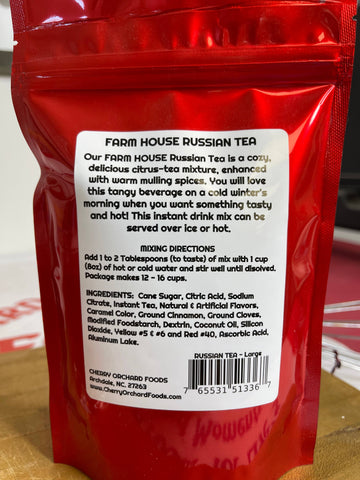 FARM HOUSE RUSSIAN TEA
Our FARM HOUSE Russian Tea is a cozy,
delicious citrus-tea mixture, enhanced
with warm mulling spices. You will love
this tangy beverage on a cold winter's
morning when you want something tasty
and hot! This instant drink mix can be
served over ice or hot.
MIXING DIRECTIONS
Add 1 to 2 Tablespoons (to taste) of mix with 1 cup
(8oz) of hot or cold water and stir well until disolved.
Package makes 12 - 16 cups.
INGREDIENTS: Cane Sugar, Citric Acid, Sodium
Citrate, Instant Tea, Natural & Artificial Flavors,
Caramel Color, Ground Cinnamon, Ground Cloves,
Modified Foodstarch, Dextrin, Coconut Oil, Silicon
Dioxide, Yellow #5 & #6 and Red #40, Ascorbic Acid,
Aluminum Lake.
RUSSIAN TEA - Large
7 65531 51336 7
CHERRY ORCHARD FOODS
Archdale, NC. 27263
CherryOrchardFoods.com